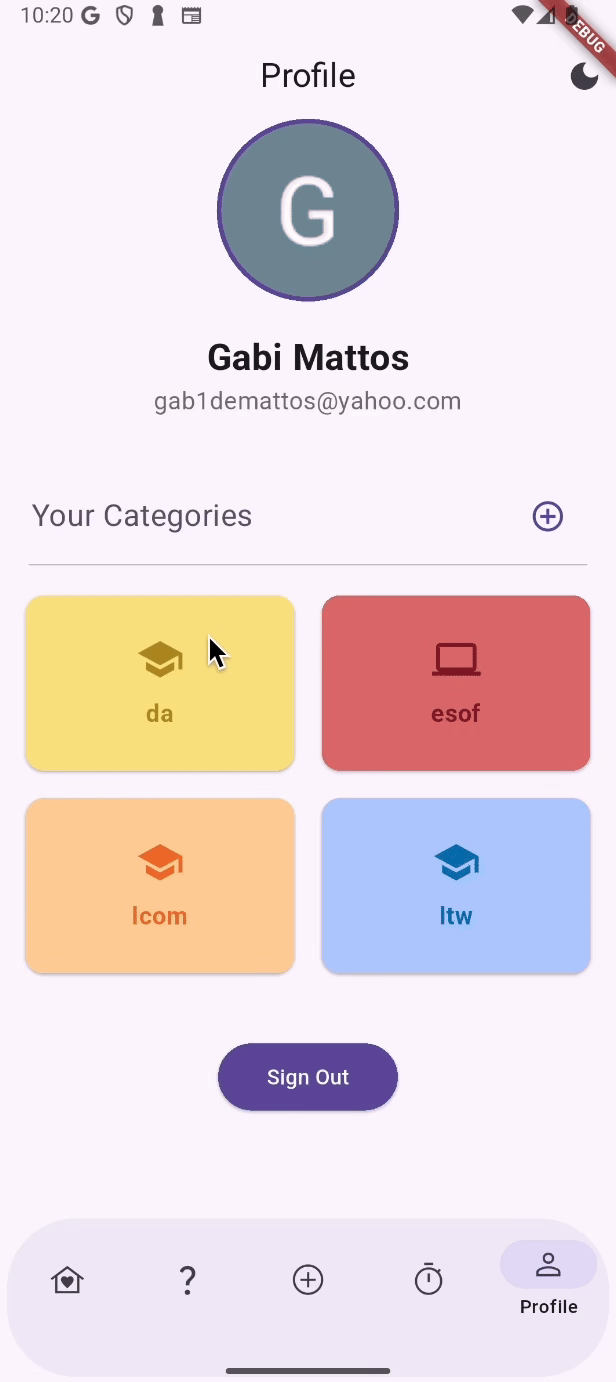 10:20
DEBUG
Profile
G
Gabi Mattos
gab1demattos@yahoo.com
Your Categories
da
esof
lcom
ltw
Sign Out
?
Profile